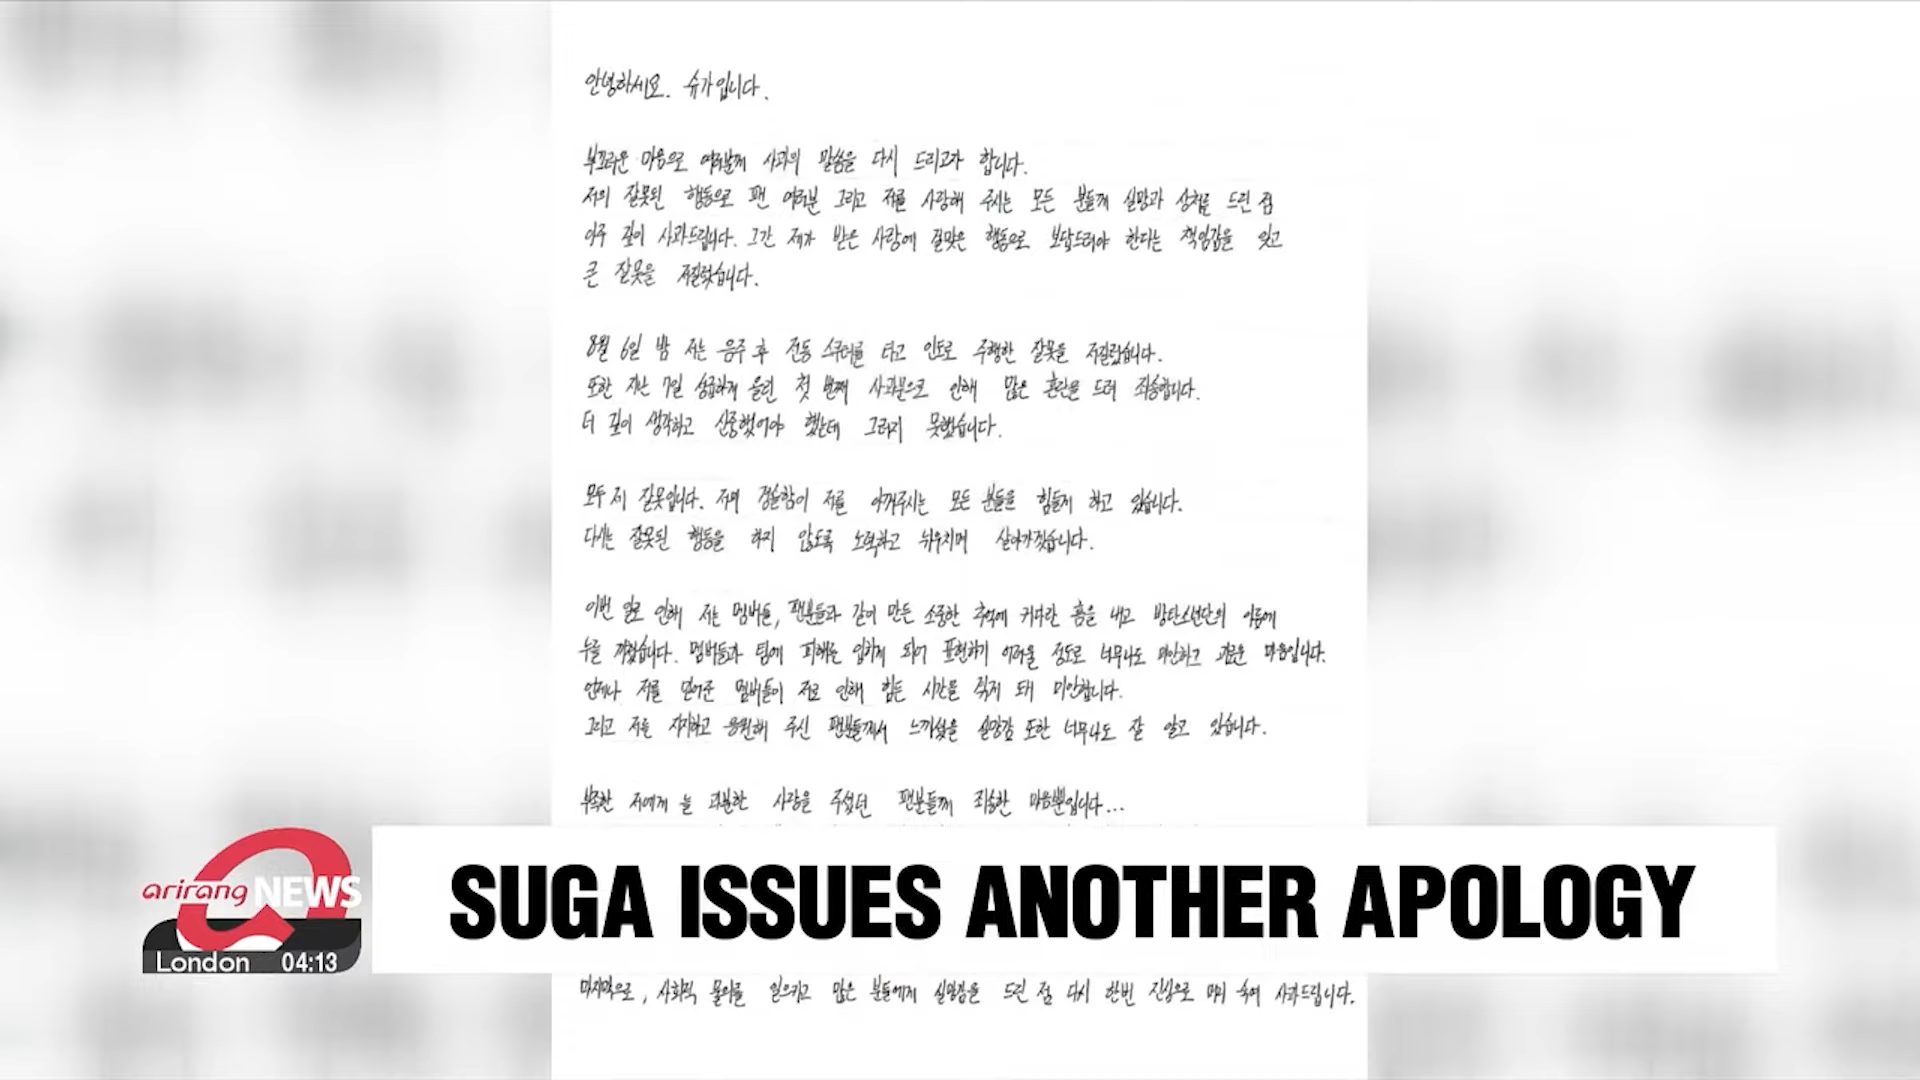 안녕하세요. 슈가입니다.
부끄러운 마음으로 여러분께 사과의 말씀을 다시 드리고자 합니다.
저의 잘못된 행동으로 팬 여러분 그리고 저를 사랑해 주시는 모든 분들께 실망과 상처를 드린 점
아주 깊이 사과드립니다. 그간 제가 받은 사랑에 걸맞은 행동으로 보답드려야 한다는 책임감을 잊고
큰 잘못을 저질렀습니다.
8월 6일 밤 저는 음주 후 전동 스쿠터를 타고 인도로 주행한 잘못을 저질렀습니다.
또한 지난 7일 성급하게 올린 첫 번째 사과문으로 인해 많은 혼란을 드려 죄송합니다.
더 깊이 생각하고 신중했어야 했는데 그러지 못했습니다.
모두 제 잘못입니다. 저의 경솔함이 저를 아껴주시는 모든 분들을 힘들게 하고 있습니다.
다시는 잘못된 행동을 하지 않도록 노력하고 뉘우치며 살아가겠습니다.
이번 일로 인해 저는 멤버들, 팬분들과 같이 만든 소중한 추억에 커다란 흠을 내고 방탄소년단의 이름에
누를 끼쳤습니다. 멤버들과 팀에 피해를 입히게 되어 표현하기 어려울 정도로 너무나도 미안하고 괴로운 마음입니다.
언제나 저를 믿어준 멤버들이 저로 인해 힘든 시간을 겪게 돼 미안합니다.
그리고 저를 지지하고 응원해 주신 팬분들께서 느끼셨을 실망감 또한 너무나도 잘 알고 있습니다.
부족한 저에게 늘 과분한 사랑을 주셨던 팬분들께 죄송한 마음뿐입니다...
arirang NEWS
London 04:13
SUGA ISSUES ANOTHER APOLOGY
마지막으로, 사회적 물의를 일으키고 많은 분들에게 실망감을 드린 점 다시 한번 진심으로 머리 숙여 사과드립니다.